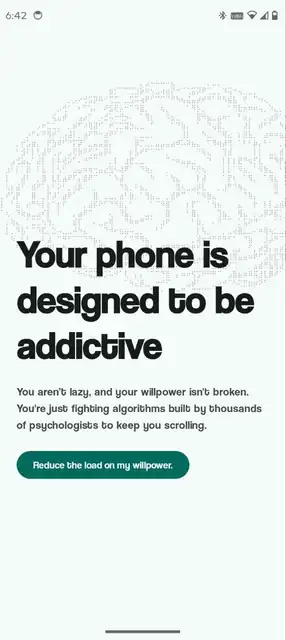 6:42
Your phone is
designed to be
addictive
You aren't lazy, and your willpower isn't broken.
You're just fighting algorithms built by thousands
of psychologists to keep you scrolling.
Reduce the load on my willpower.